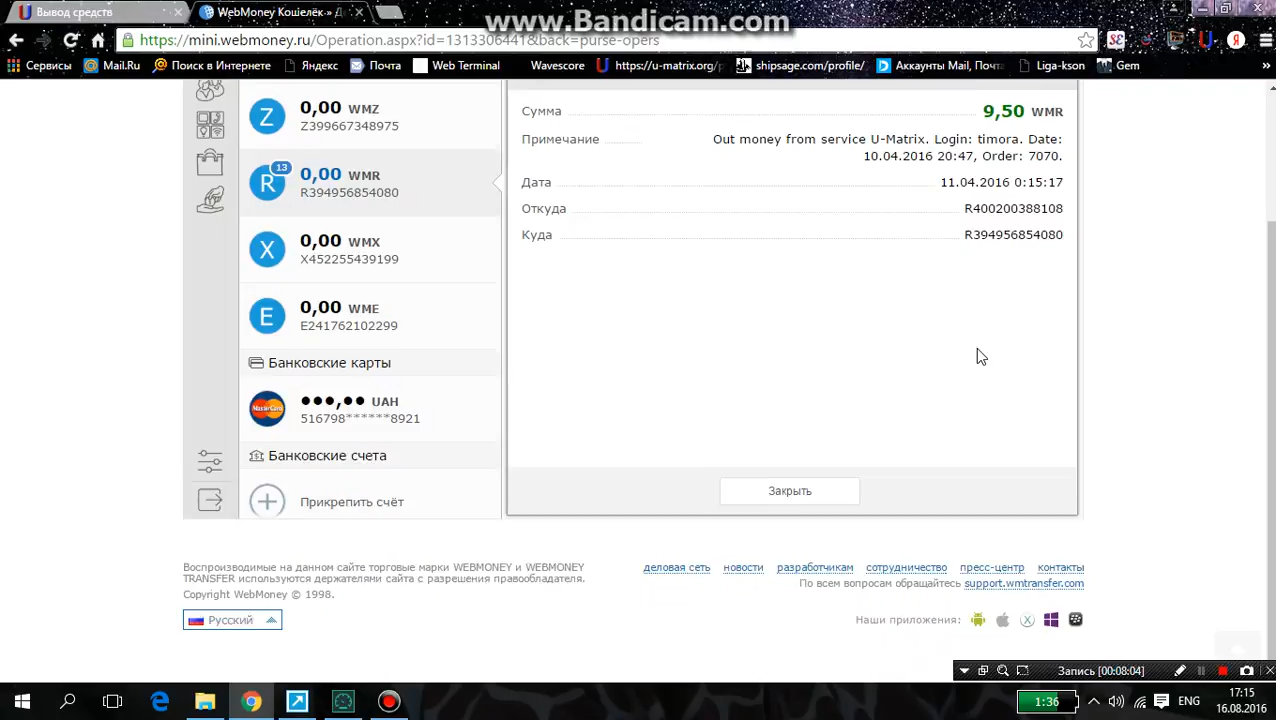 www.Bandicam.com
Вывод средств
WebMoney Кошелёк-» Д
https://mini.webmoney.ru/Operation.aspx?id=1313306441&back=purse-opers
Сервисы
Mail.Ru
Поиск в Интернете
Яндекс
Почта
Web Terminal
Wavescore
https://u-matrix.org/p
shipsage.com/profile/
Аккаунты Mail, Почта
Liga-kson
Gem
»
0,00 WMZ
Z399667348975
13
0,00 WMR
R394956854080
0,00 WMX
X452255439199
0,00 WME
E241762102299
Банковские карты
●●●,●● UAH
516798******8921
Банковские счета
Прикрепить счёт
Сумма 9,50 WMR
Примечание Out money from service U-Matrix. Login: timora. Date:
10.04.2016 20:47, Order: 7070.
Дата 11.04.2016 0:15:17
Откуда R400200388108
Куда R394956854080
Закрыть
Воспроизводимые на данном сайте торговые марки WEBMONEY и WEBMONEY
TRANSFER используются держателями сайта с разрешения правообладателя.
Copyright WebMoney © 1998.
Русский
деловая сеть новости разработчикам сотрудничество пресс-центр контакты
По всем вопросам обращайтесь support.wmtransfer.com
Наши приложения:
Запись [00:08:04]
1:36
ENG
17:15
16.08.2016